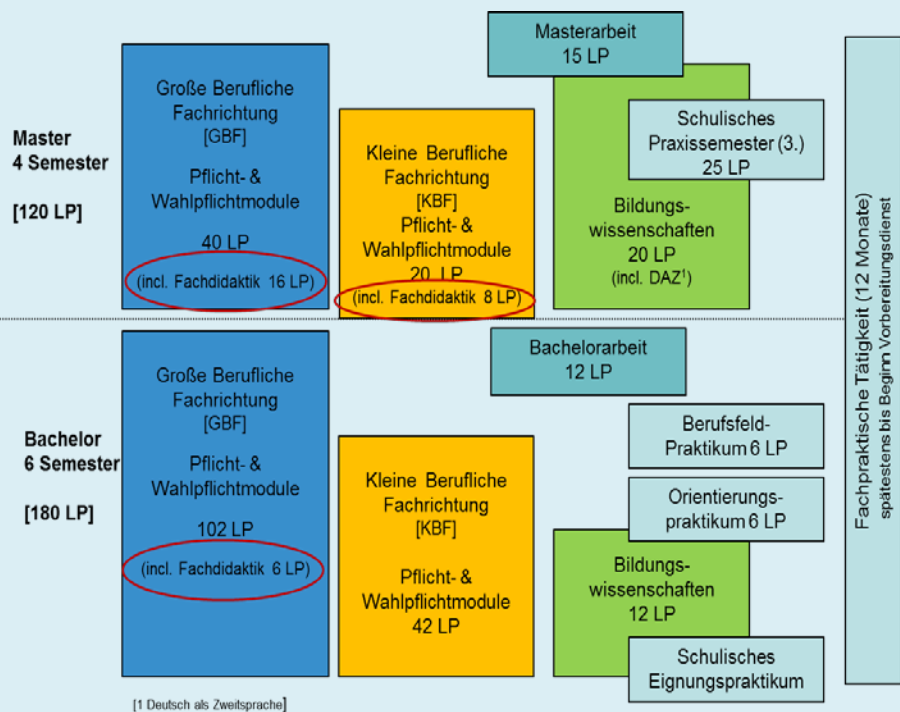 Master
4 Semester
[120 LP]
Große Berufliche
Fachrichtung
[GBF]
Pflicht- &
Wahlpflichtmodule
40 LP
(incl. Fachdidaktik 16 LP)
Kleine Berufliche
Fachrichtung
[KBF]
Pflicht- &
Wahlpflichtmodule
20 LP
(incl. Fachdidaktik 8 LP)
Masterarbeit
15 LP
Schulisches
Praxissemester (3.)
25 LP
Bildungs-
wissenschaften
20 LP
(incl. DAZ¹)
Bachelor
6 Semester
[180 LP]
Große Berufliche
Fachrichtung
[GBF]
Pflicht- &
Wahlpflichtmodule
102 LP
(incl. Fachdidaktik 6 LP)
Kleine Berufliche
Fachrichtung
[KBF]
Pflicht- &
Wahlpflichtmodule
42 LP
Bachelorarbeit
12 LP
Berufsfeld-
Praktikum 6 LP
Orientierungs-
praktikum 6 LP
Bildungs-
wissenschaften
12 LP
Schulisches
Eignungspraktikum
Fachpraktische Tätigkeit (12 Monate)
spätestens bis Beginn Vorbereitungsdienst
[1 Deutsch als Zweitsprache]